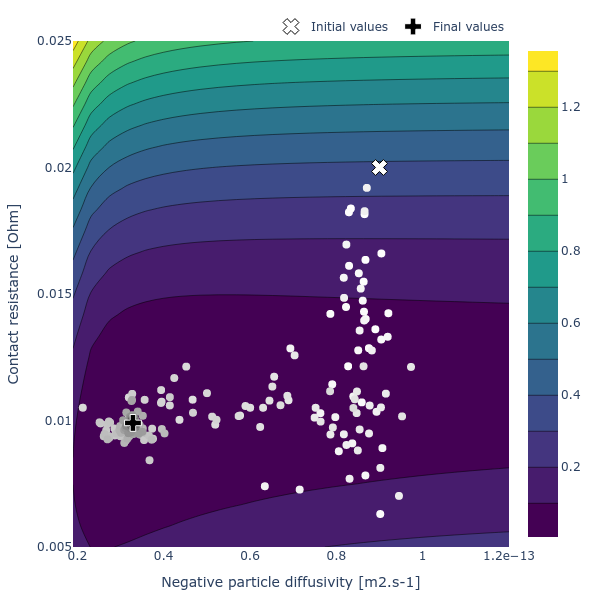 Initial values Final values
0.025
0.02
0.015
0.01
0.005
Contact resistance [Ohm]
0.2 0.4 0.6 0.8 1 1.2e−13
Negative particle diffusivity [m2.s-1]
1.2
1
0.8
0.6
0.4
0.2